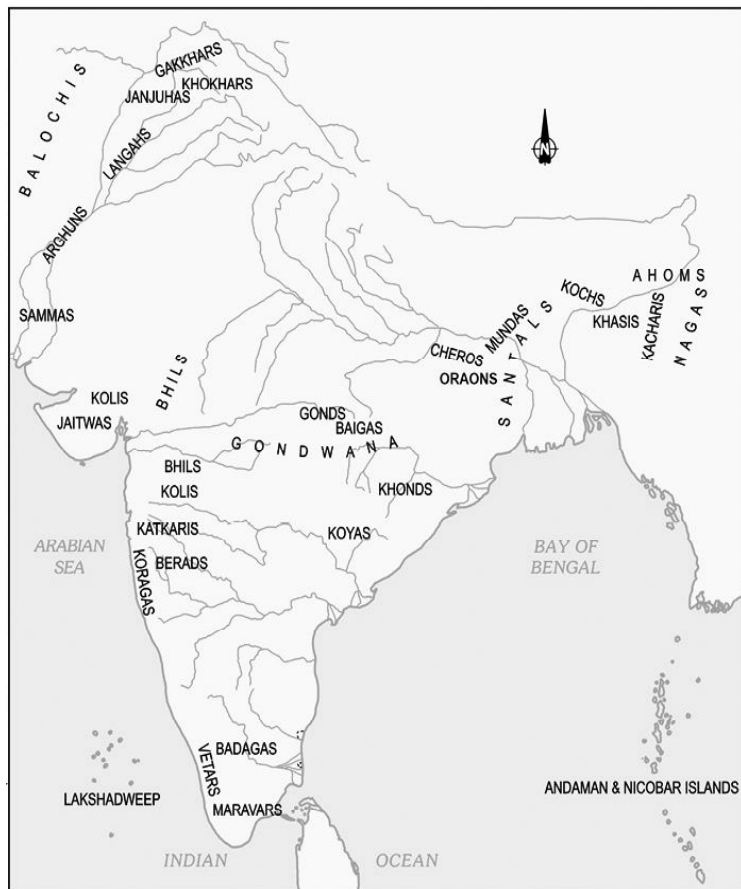 GAKKHARS
KHOKHARS
JANJUHAS
BALOCHIS
LANGAHS
ARGHUNS
SAMMAS
N
AHOMS
KOCHS
KHASIS
KACHARIS
NAGAS
MUNDAS
SANTALS
CHEROS
ORAONS
BHILS
KOLIS
JAITWAS
GONDS
BAIGAS
GONDWANA
BHILS
KOLIS
KHONDS
KATKARIS
KOYAS
BERADS
KORAGAS
ARABIAN
SEA
BAY OF
BENGAL
BADAGAS
VETARS
MARAVARS
LAKSHADWEEP
ANDAMAN & NICOBAR ISLANDS
INDIAN
OCEAN